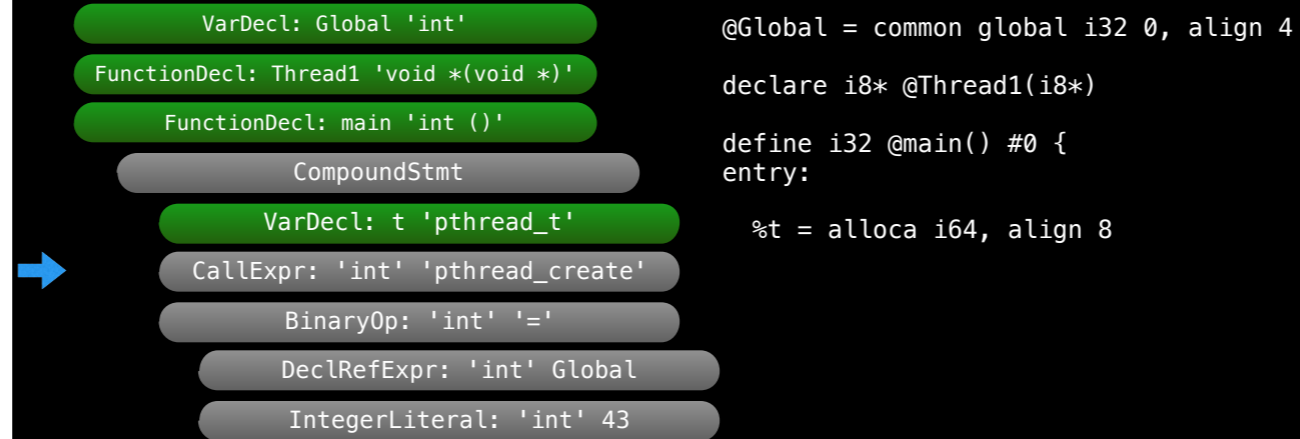 VarDecl: Global 'int'
FunctionDecl: Thread1 'void *(void *)'
FunctionDecl: main 'int ()'
CompoundStmt
VarDecl: t 'pthread_t'
CallExpr: 'int' 'pthread_create'
BinaryOp: 'int' '='
DeclRefExpr: 'int' Global
IntegerLiteral: 'int' 43
@Global = common global i32 0, align 4
declare i8* @Thread1(i8*)
define i32 @main() #0 {
entry:
%t = alloca i64, align 8